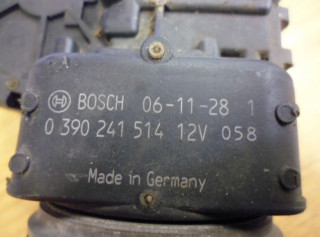 BOSCH 06-11-28 1
0 390 241 514 12V 058
Made in Germany